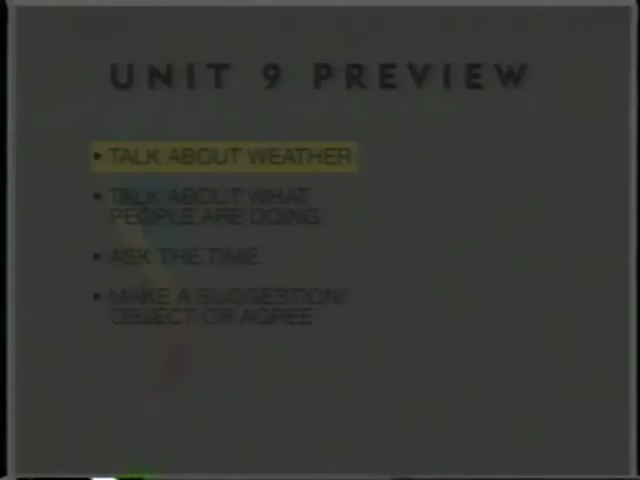 UNIT 9 PREVIEW
• TALK ABOUT WEATHER
• TALK ABOUT WHAT
PEOPLE ARE DOING
• ASK THE TIME
• MAKE A SUGGESTION/
OBJECT OR AGREE